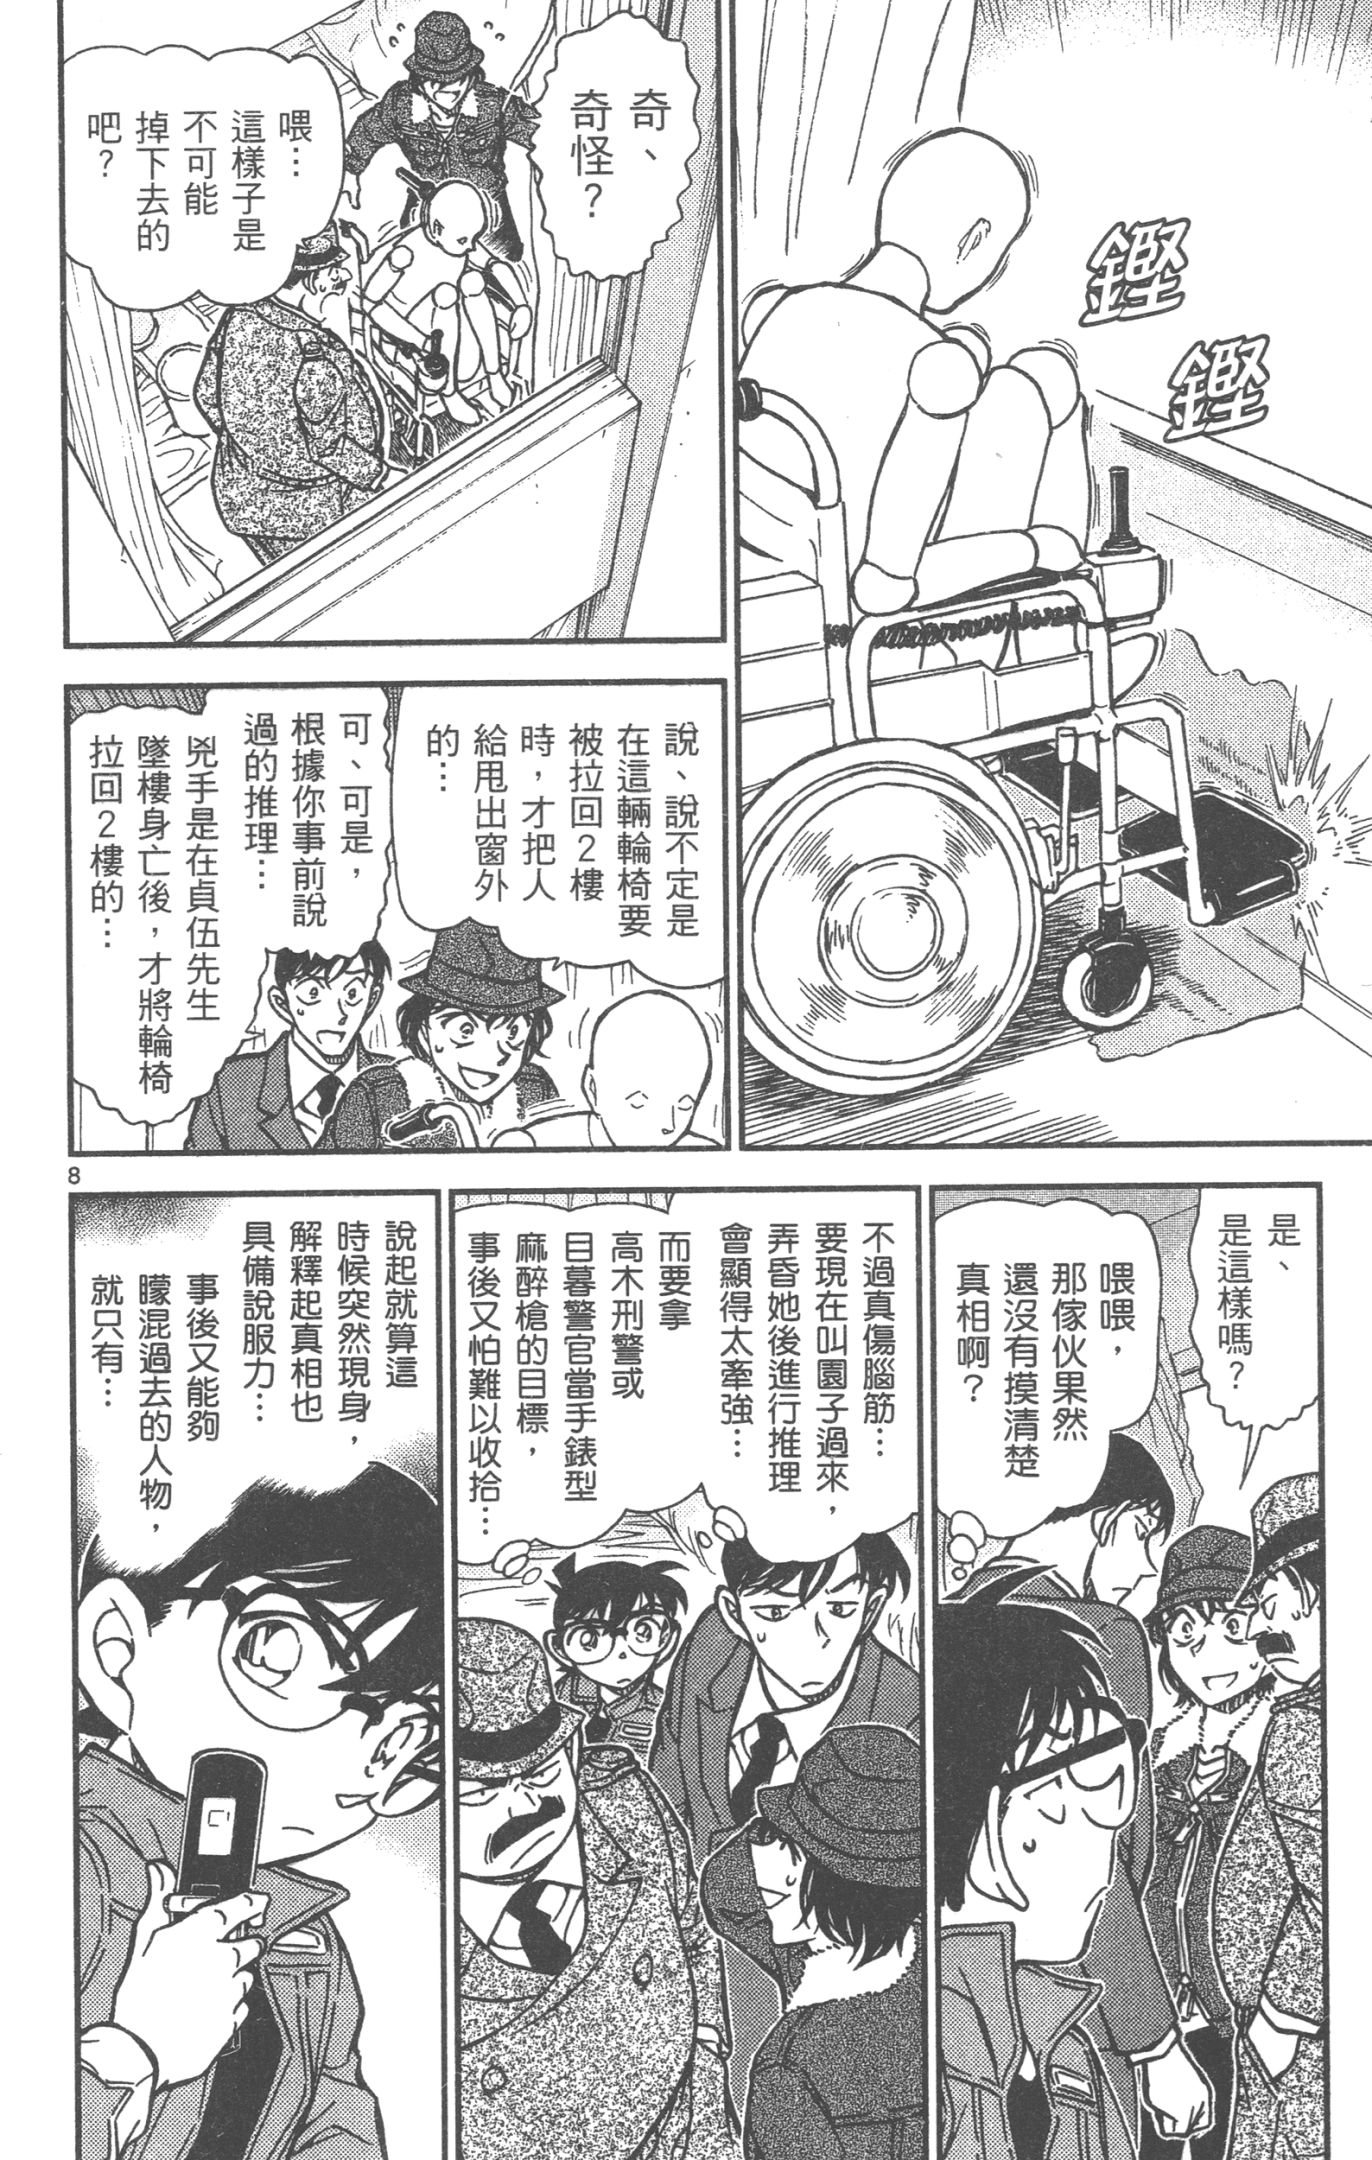 鏗
鏗
奇、
奇怪？
喂…
這樣子是
不可能
掉下去的
吧？
說、說不定是
在這輛輪椅要
被拉回2樓
時，才把人
給甩出窗外
的…
可、可是，
根據你事前說
過的推理…
兇手是在貞伍先生
墜樓身亡後，才將輪椅
拉回2樓的…
8
是、
是這樣嗎？
喂喂，
那傢伙果然
還沒有摸清楚
真相啊？
不過真傷腦筋…
要現在叫園子過來，
弄昏她後進行推理
會顯得太牽強…
而要拿
高木刑警或
目暮警官當手錶型
麻醉槍的目標，
事後又怕難以收拾…
說起就算這
時候突然現身，
解釋起真相也
具備說服力…
事後又能夠
矇混過去的人物，
就只有…